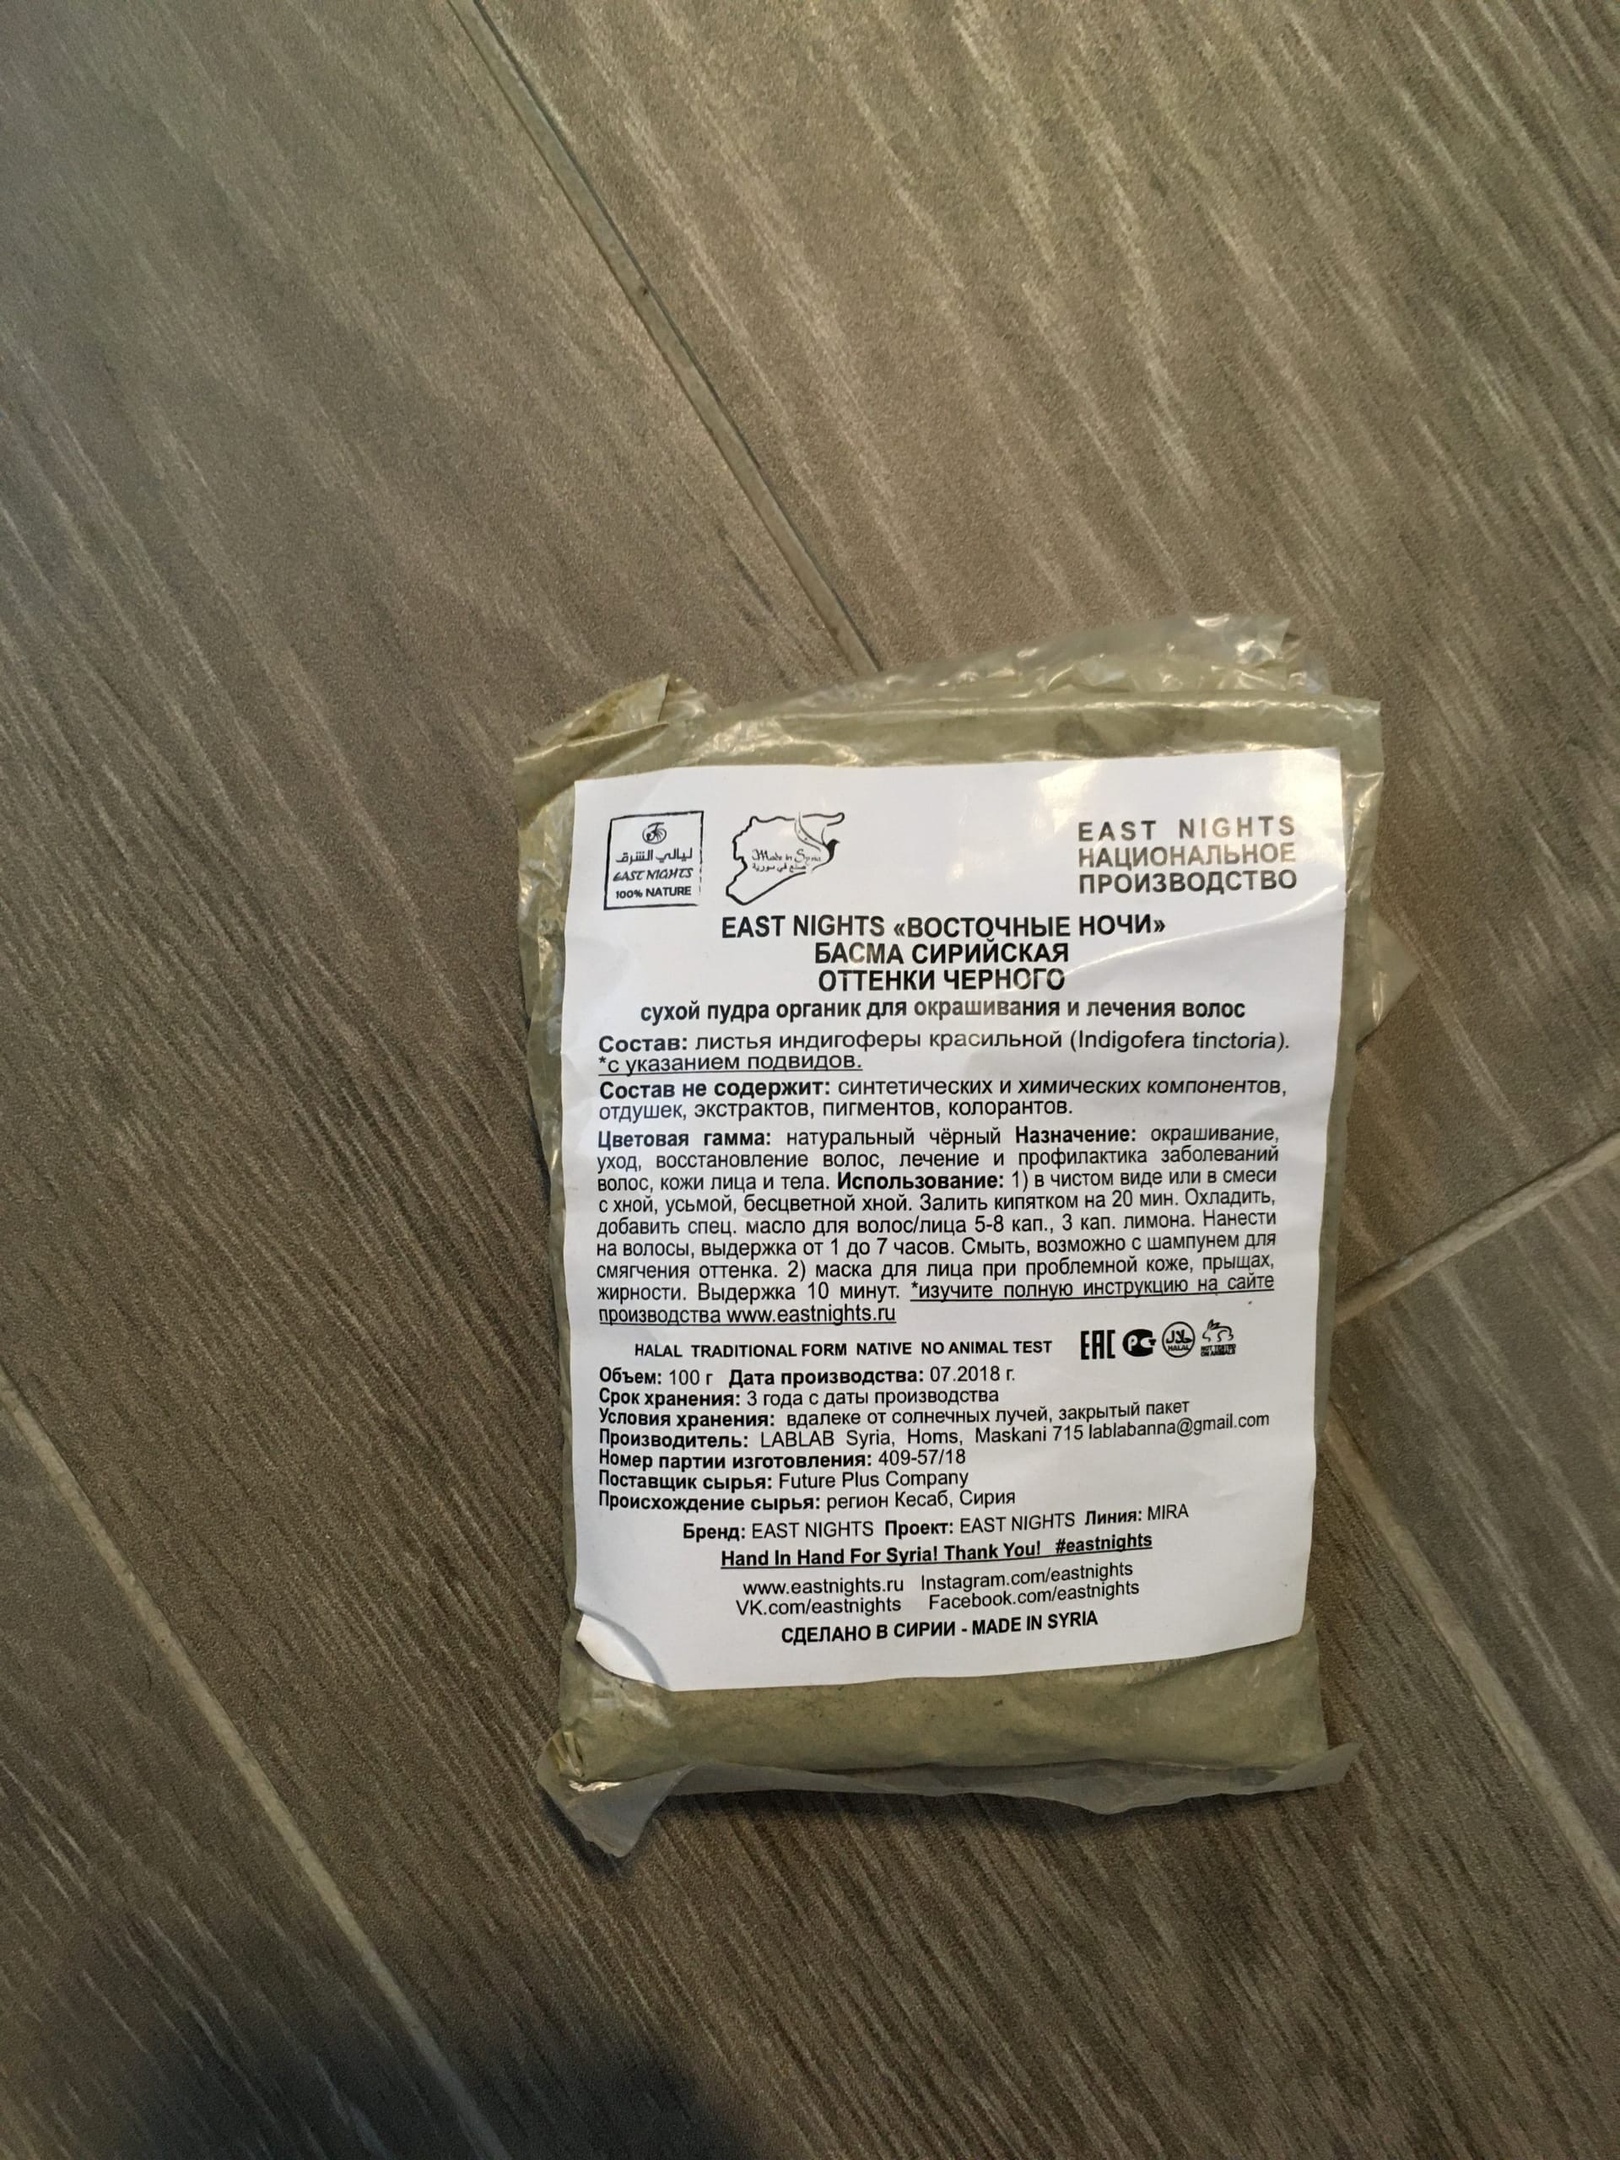 ليالي الشرق
EAST NIGHTS
100% NATURE
Made in Syria
صنع في سورية
EAST NIGHTS
НАЦИОНАЛЬНОЕ
ПРОИЗВОДСТВО
EAST NIGHTS «ВОСТОЧНЫЕ НОЧИ»
БАСМА СИРИЙСКАЯ
ОТТЕНКИ ЧЕРНОГО
сухой пудра органик для окрашивания и лечения волос
Состав: листья индигоферы красильной (Indigofera tinctoria).
*с указанием подвидов.
Состав не содержит: синтетических и химических компонентов,
отдушек, экстрактов, пигментов, колорантов.
Цветовая гамма: натуральный чёрный Назначение: окрашивание,
уход, восстановление волос, лечение и профилактика заболеваний
волос, кожи лица и тела. Использование: 1) в чистом виде или в смеси
с хной, усьмой, бесцветной хной. Залить кипятком на 20 мин. Охладить,
добавить спец. масло для волос/лица 5-8 кап., 3 кап. лимона. Нанести
на волосы, выдержка от 1 до 7 часов. Смыть, возможно с шампунем для
смягчения оттенка. 2) маска для лица при проблемной коже, прыщах,
жирности. Выдержка 10 минут. *изучите полную инструкцию на сайте
производства www.eastnights.ru
HALAL TRADITIONAL FORM NATIVE NO ANIMAL TEST EAC РС HALAL NOT TESTED ON ANIMALS
Объем: 100 г Дата производства: 07.2018 г.
Срок хранения: 3 года с даты производства
Условия хранения: вдалеке от солнечных лучей, закрытый пакет
Производитель: LABLAB Syria, Homs, Maskani 715 lablabanna@gmail.com
Номер партии изготовления: 409-57/18
Поставщик сырья: Future Plus Company
Происхождение сырья: регион Кесаб, Сирия
Бренд: EAST NIGHTS Проект: EAST NIGHTS Линия: MIRA
Hand In Hand For Syria! Thank You! #eastnights
www.eastnights.ru Instagram.com/eastnights
VK.com/eastnights Facebook.com/eastnights
СДЕЛАНО В СИРИИ - MADE IN SYRIA